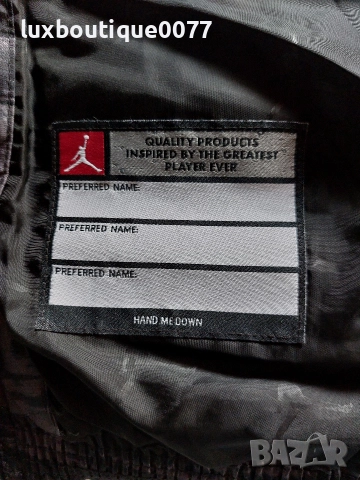 luxboutique0077
QUALITY PRODUCTS
INSPIRED BY THE GREATEST
PLAYER EVER
PREFERRED NAME:
PREFERRED NAME:
PREFERRED NAME:
HAND ME DOWN
BAZAR